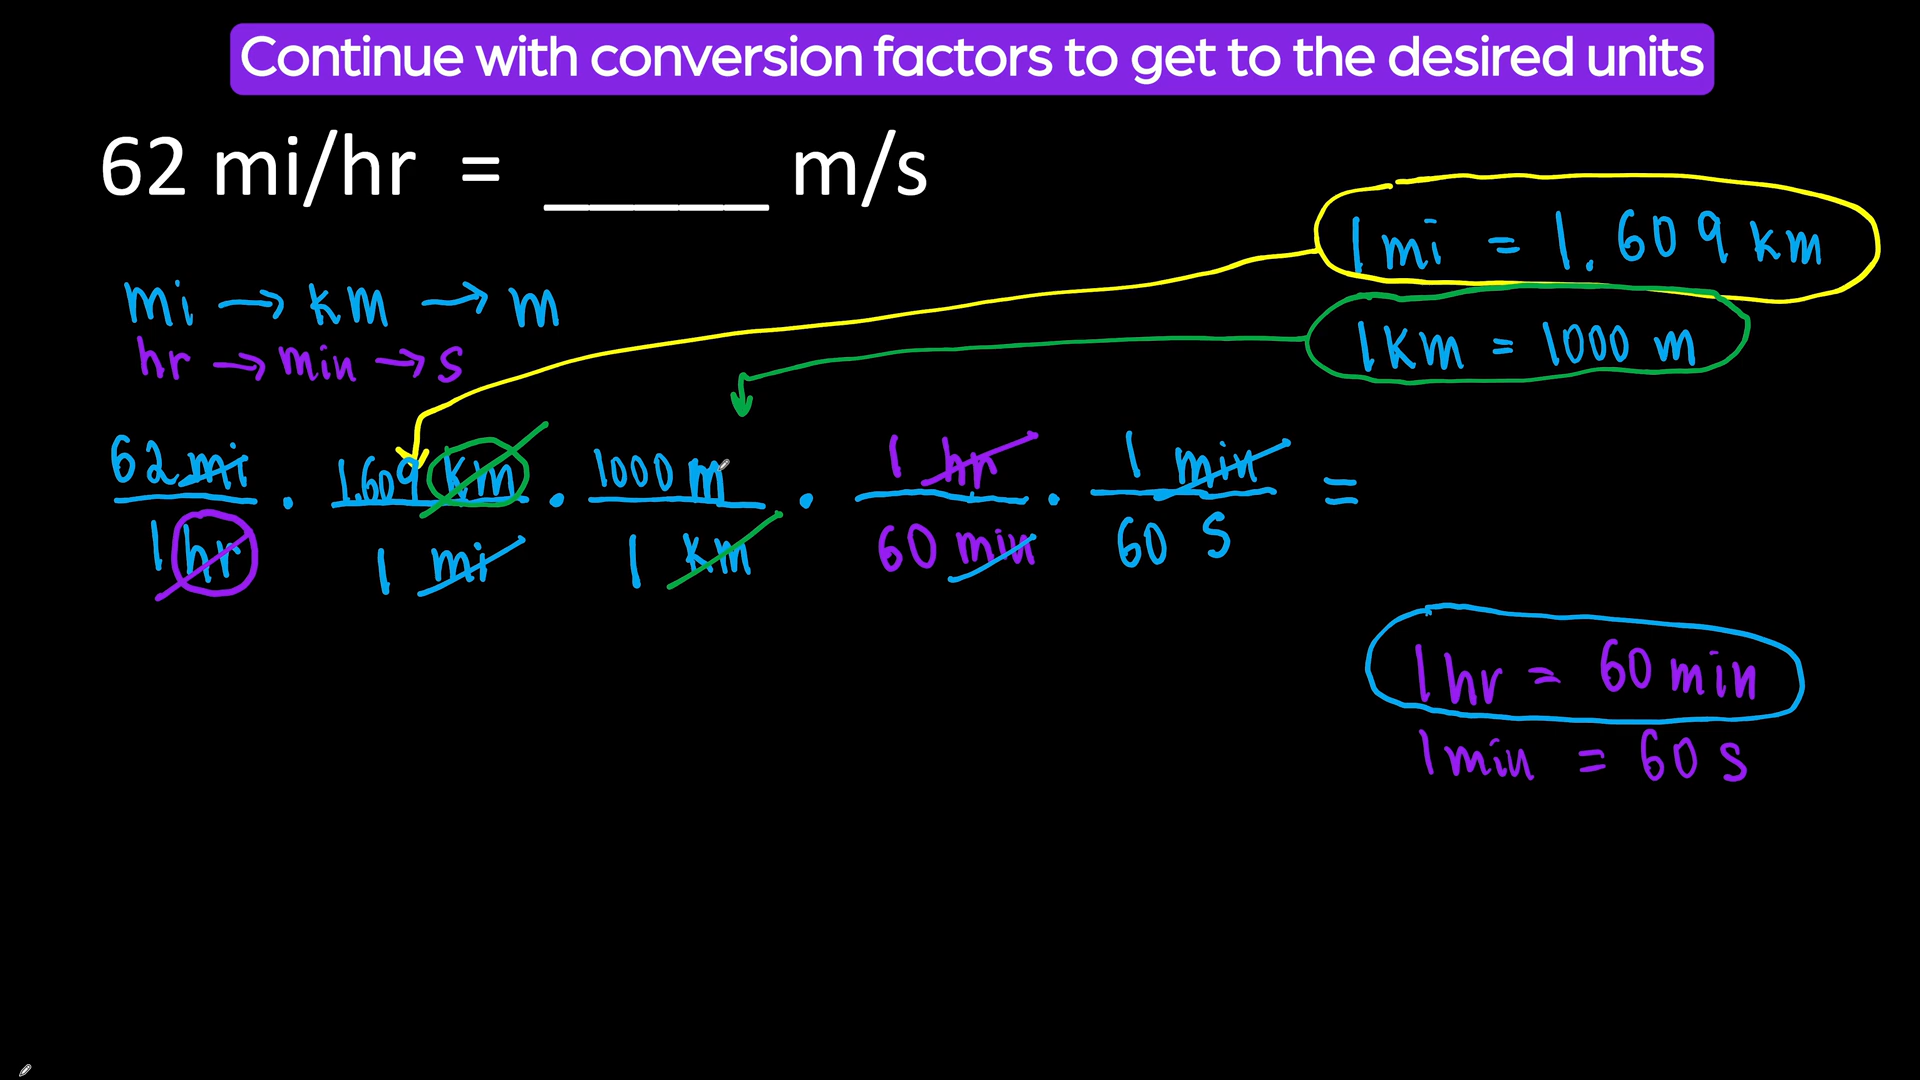 Continue with conversion factors to get to the desired units
62 mi/hr = _____ m/s
1 mi = 1.609 km
mi → km → m
1 km = 1000 m
hr → min → s
62 mi · 1.609 km · 1000 m · 1 hr · 1 min =
1 hr 1 mi 1 km 60 min 60 s
1 hr = 60 min
1 min = 60 s